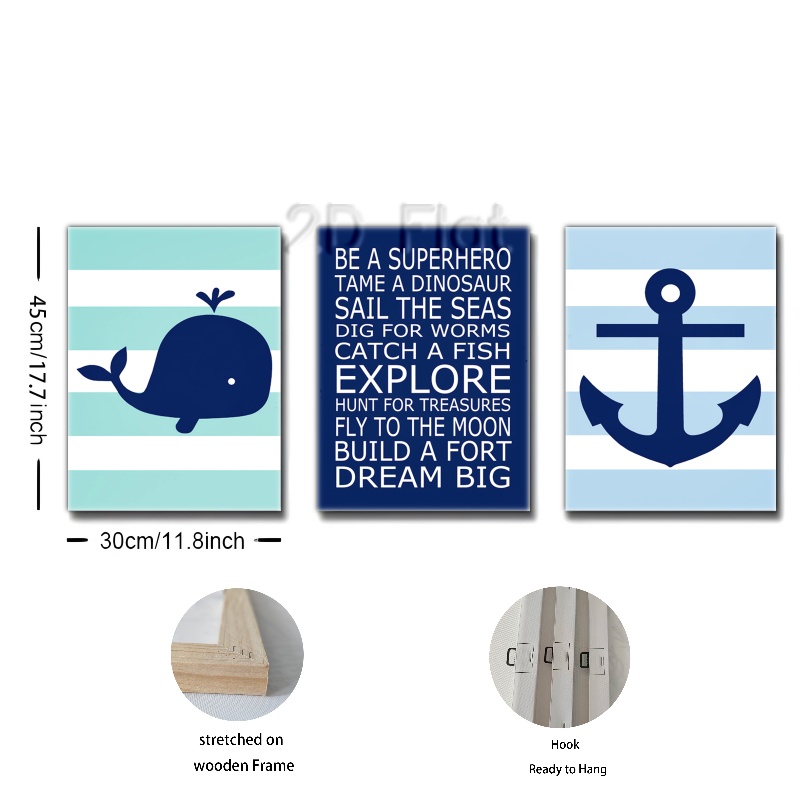 2D Flat
BE A SUPERHERO
TAME A DINOSAUR
SAIL THE SEAS
DIG FOR WORMS
CATCH A FISH
EXPLORE
HUNT FOR TREASURES
FLY TO THE MOON
BUILD A FORT
DREAM BIG
45cm/17.7inch
30cm/11.8inch
stretched on
wooden Frame
Hook
Ready to Hang